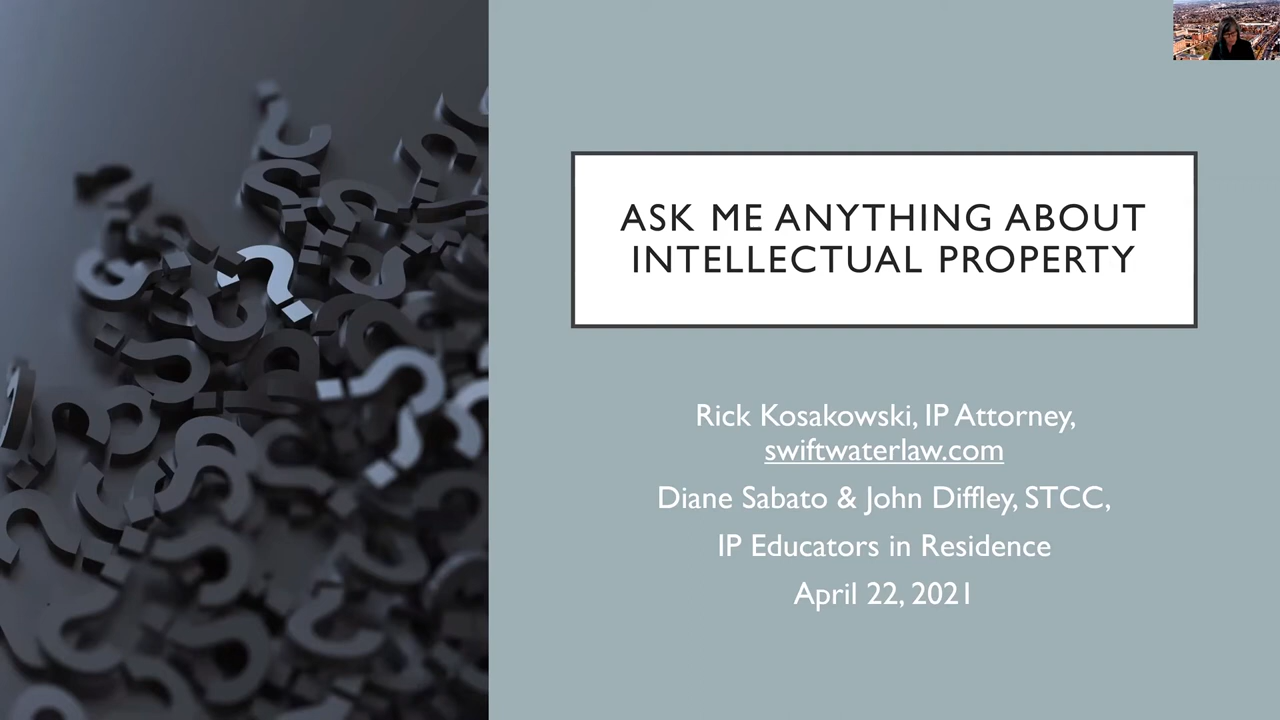 ASK ME ANYTHING ABOUT
INTELLECTUAL PROPERTY
Rick Kosakowski, IP Attorney,
swiftwaterlaw.com
Diane Sabato & John Diffley, STCC,
IP Educators in Residence
April 22, 2021